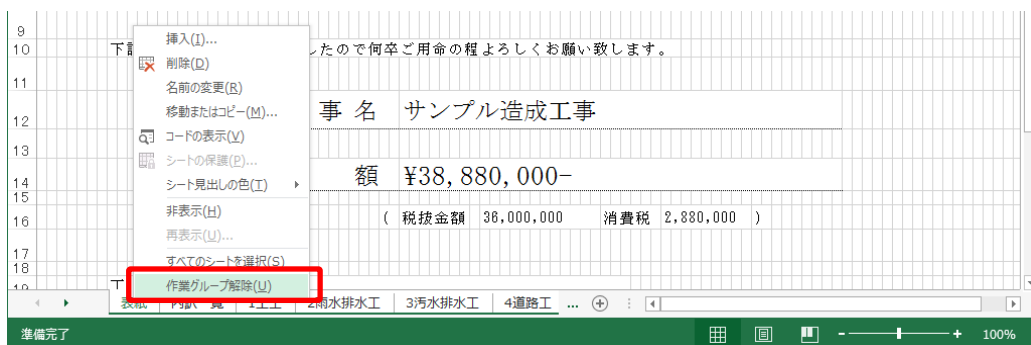 9
10
11
12
13
14
15
16
17
18
下
したので何卒ご用命の程よろしくお願い致します。
事 名 サンプル造成工事
額 ¥38,880,000−
( 税抜金額 36,000,000 消費税 2,880,000 )
挿入(I)...
削除(D)
名前の変更(R)
移動またはコピー(M)...
コードの表示(V)
シートの保護(P)...
シート見出しの色(T)
非表示(H)
再表示(U)...
すべてのシートを選択(S)
作業グループ解除(U)
2雨水排水工 3汚水排水工 4道路工 ...
準備完了 100%